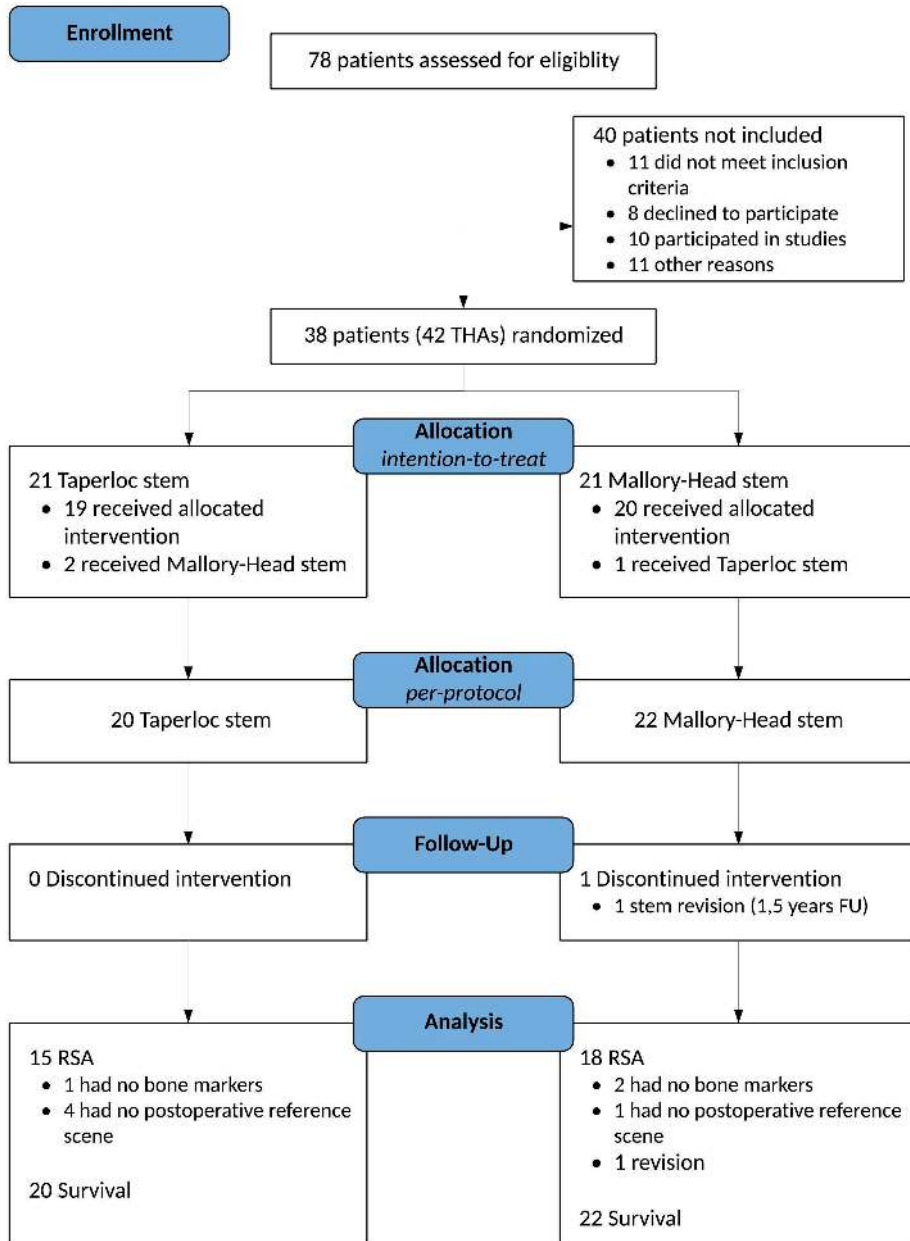 Enrollment
78 patients assessed for eligiblity
40 patients not included
• 11 did not meet inclusion
criteria
• 8 declined to participate
• 10 participated in studies
• 11 other reasons
38 patients (42 THAs) randomized
Allocation
intention-to-treat
21 Taperloc stem
• 19 received allocated
intervention
• 2 received Mallory-Head stem
21 Mallory-Head stem
• 20 received allocated
intervention
• 1 received Taperloc stem
Allocation
per-protocol
20 Taperloc stem
22 Mallory-Head stem
Follow-Up
0 Discontinued intervention
1 Discontinued intervention
• 1 stem revision (1,5 years FU)
Analysis
15 RSA
• 1 had no bone markers
• 4 had no postoperative reference
scene
20 Survival
18 RSA
• 2 had no bone markers
• 1 had no postoperative reference
scene
• 1 revision
22 Survival